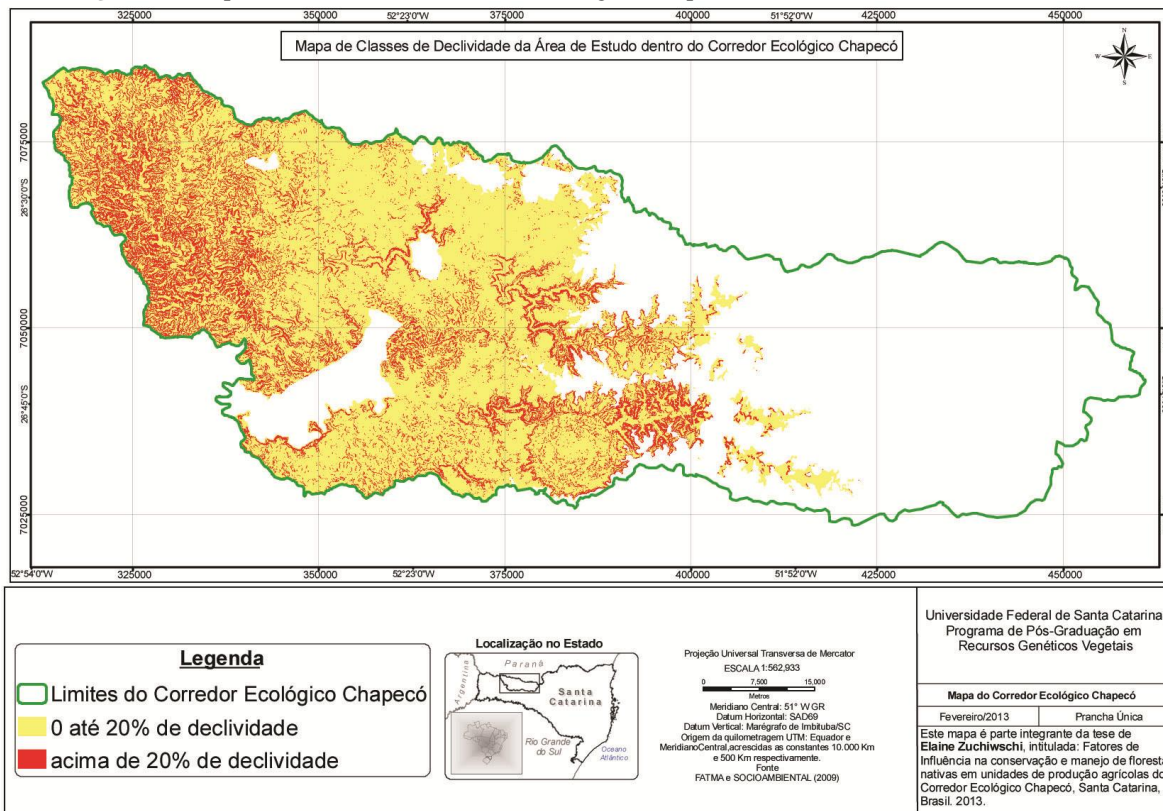 325000 350000 52°23'0"W 375000 400000 51°52'0"W 425000 450000
Mapa de Classes de Declividade da Área de Estudo dentro do Corredor Ecológico Chapecó
N
W E
S
7075000
26°30'0"S
7050000
26°45'0"S
7025000
52°54'0"W 325000 350000 52°23'0"W 375000 400000 51°52'0"W 425000 450000
Legenda
Limites do Corredor Ecológico Chapecó
0 até 20% de declividade
acima de 20% de declividade
Localização no Estado
Argentina
Paraná
Santa
Catarina
Rio Grande
do Sul
Oceano
Atlântico
Projeção Universal Transversa de Mercator
ESCALA 1:562,933
0 7,500 15,000
Metros
Meridiano Central: 51° W GR
Datum Horizontal: SAD69
Datum Vertical: Marégrafo de Imbituba/SC
Origem da quilometragem UTM: Equador e
MeridianoCentral,acrescidas as constantes 10.000 Km
e 500 Km respectivamente.
Fonte
FATMA e SOCIOAMBIENTAL (2009)
Universidade Federal de Santa Catarina
Programa de Pós-Graduação em
Recursos Genéticos Vegetais
Mapa do Corredor Ecológico Chapecó
Fevereiro/2013 Prancha Única
Este mapa é parte integrante da tese de
Elaine Zuchiwschi, intitulada: Fatores de
Influência na conservação e manejo de floresta
nativas em unidades de produção agrícolas do
Corredor Ecológico Chapecó, Santa Catarina,
Brasil. 2013.